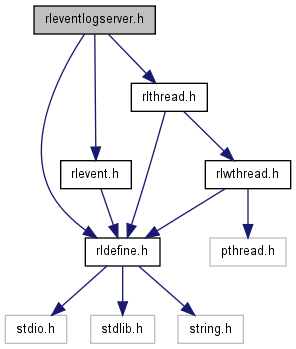 rleventlogserver.h
rlthread.h
rlevent.h
rlwthread.h
rldefine.h
pthread.h
stdio.h
stdlib.h
string.h